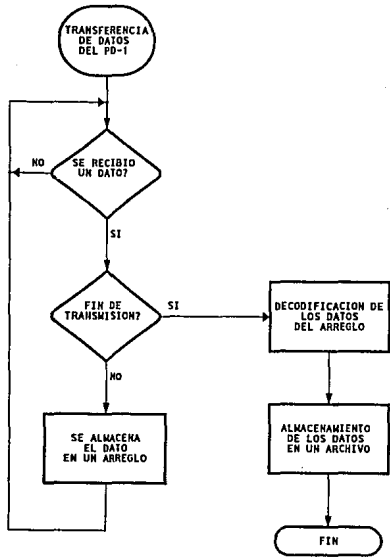 TRANSFERENCIA
DE DATOS
DEL PD-1
NO
SE RECIBIO
UN DATO?
SI
FIN DE
TRANSMISION?
SI
NO
SE ALMACENA
EL DATO
EN UN ARREGLO
DECODIFICACION DE
LOS DATOS
DEL ARREGLO
ALMACENAMIENTO
DE LOS DATOS
EN UN ARCHIVO
FIN